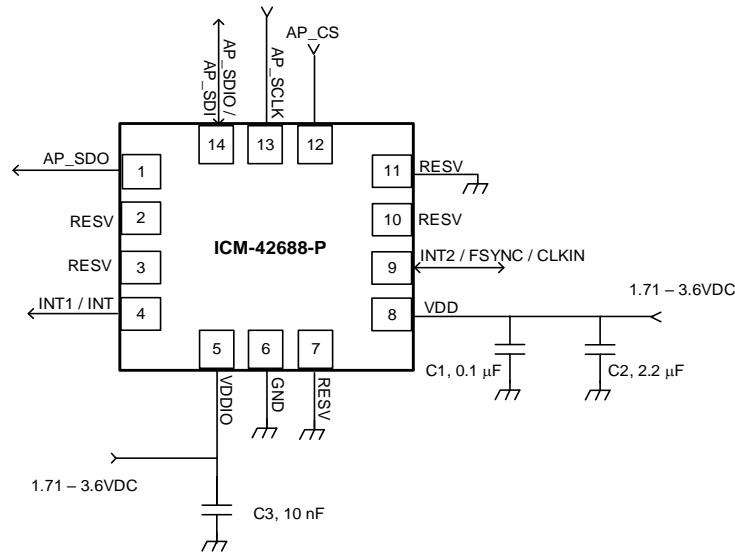 AP_SDIO /
AP_SDI
AP_SCLK
AP_CS
14
13
12
AP_SDO
1
11
RESV
RESV
2
10
RESV
ICM-42688-P
RESV
3
9
INT2 / FSYNC / CLKIN
INT1 / INT
4
8
VDD
1.71 – 3.6VDC
5
6
7
VDDIO
GND
RESV
C1, 0.1 µF
C2, 2.2 µF
1.71 – 3.6VDC
C3, 10 nF